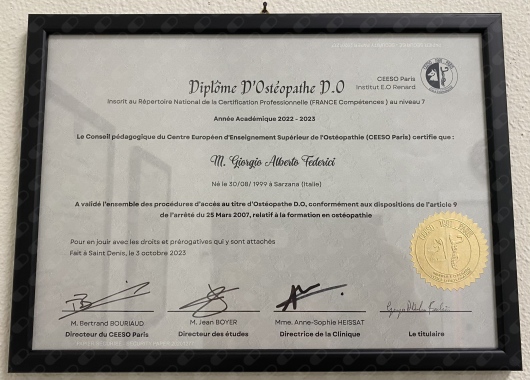 Diplôme D'Ostéopathe D.O
CEESO Paris
Institut E.O Renard
Inscrit au Répertoire National de la Certification Professionnelle (FRANCE Compétences ) au niveau 7
Année Académique 2022 - 2023
Le Conseil pédagogique du Centre Européen d'Enseignement Supérieur de l'Ostéopathie (CEESO Paris) certifie que :
M. Giorgio Alberto Federici
Né le 30/08/ 1999 à Sarzana (Italie)
A validé l'ensemble des procédures d'accès au titre d'Ostéopathe D.O, conformément aux dispositions de l'article 9
de l'arrêté du 25 Mars 2007, relatif à la formation en ostéopathie
Pour en jouir avec les droits et prérogatives qui y sont attachés
Fait à Saint Denis, le 3 octobre 2023
M. Bertrand BOURIAUD
Directeur du CEESO Paris
M. Jean BOYER
Directeur des études
Mme. Anne-Sophie HEISSAT
Directrice de la Clinique
Le titulaire